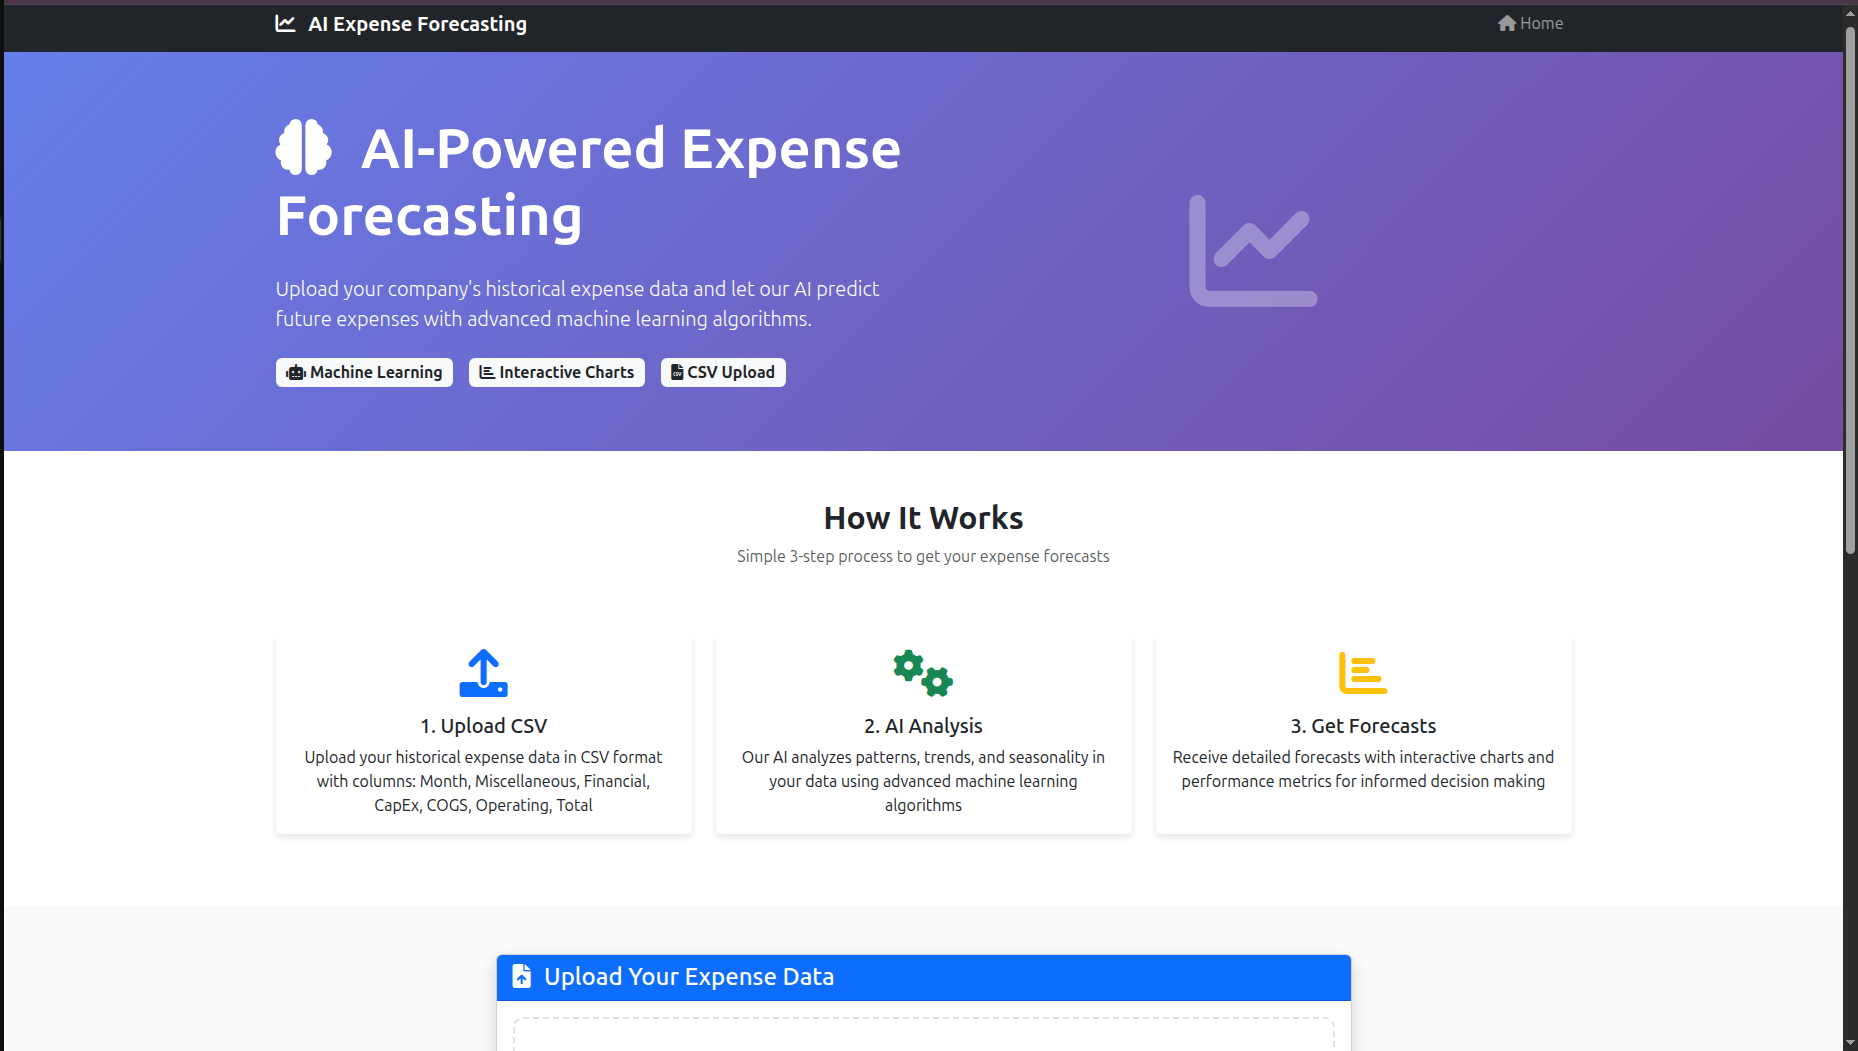 AI Expense Forecasting
Home
AI-Powered Expense
Forecasting
Upload your company's historical expense data and let our AI predict
future expenses with advanced machine learning algorithms.
Machine Learning
Interactive Charts
CSV Upload
How It Works
Simple 3-step process to get your expense forecasts
1. Upload CSV
Upload your historical expense data in CSV format
with columns: Month, Miscellaneous, Financial,
CapEx, COGS, Operating, Total
2. AI Analysis
Our AI analyzes patterns, trends, and seasonality in
your data using advanced machine learning
algorithms
3. Get Forecasts
Receive detailed forecasts with interactive charts and
performance metrics for informed decision making
Upload Your Expense Data